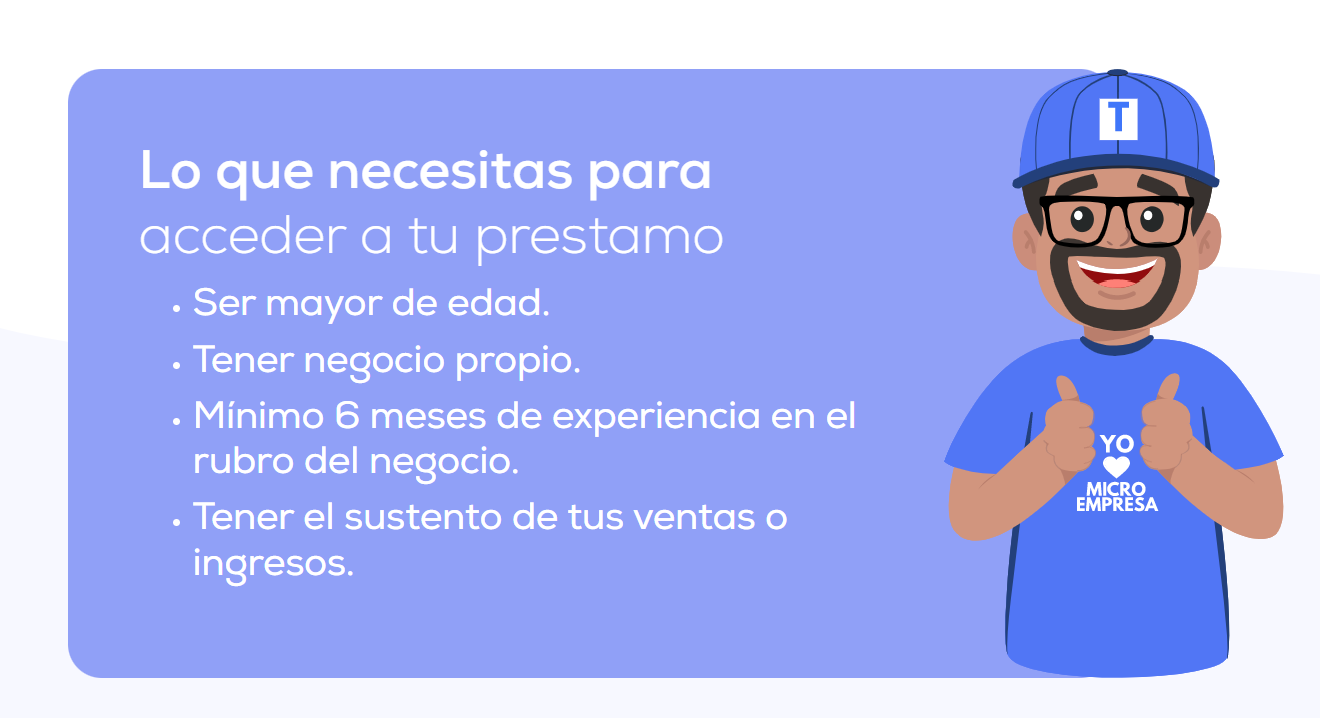 Lo que necesitas para
acceder a tu prestamo
• Ser mayor de edad.
• Tener negocio propio.
• Mínimo 6 meses de experiencia en el
rubro del negocio.
• Tener el sustento de tus ventas o
ingresos.
T
YO
MICRO
EMPRESA